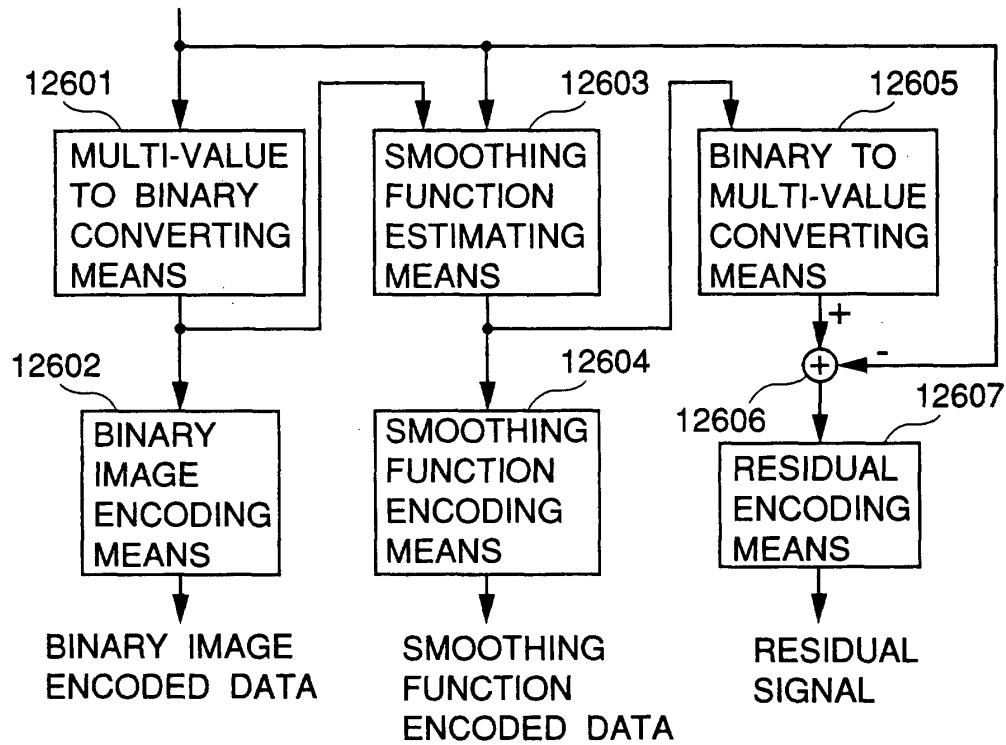 12601
MULTI-VALUE
TO BINARY
CONVERTING
MEANS
12603
SMOOTHING
FUNCTION
ESTIMATING
MEANS
12605
BINARY TO
MULTI-VALUE
CONVERTING
MEANS
+
+
-
12606
12602
BINARY
IMAGE
ENCODING
MEANS
12604
SMOOTHING
FUNCTION
ENCODING
MEANS
12607
RESIDUAL
ENCODING
MEANS
BINARY IMAGE
ENCODED DATA
SMOOTHING
FUNCTION
ENCODED DATA
RESIDUAL
SIGNAL